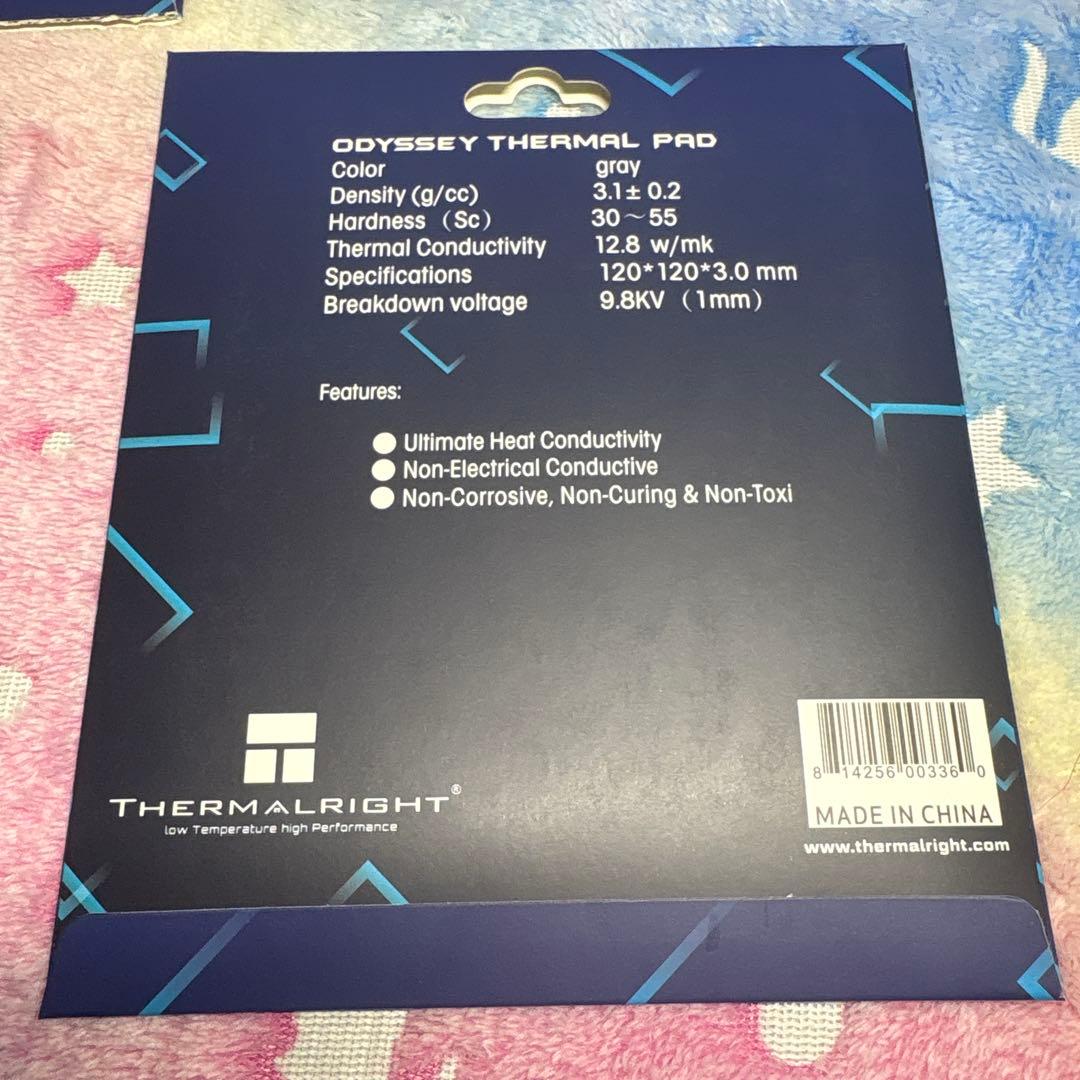 ODYSSEY THERMAL PAD
Color gray
Density (g/cc) 3.1± 0.2
Hardness （Sc） 30～55
Thermal Conductivity 12.8 w/mk
Specifications 120*120*3.0 mm
Breakdown voltage 9.8KV （1mm）
Features:
Ultimate Heat Conductivity
Non-Electrical Conductive
Non-Corrosive, Non-Curing & Non-Toxi
THERMALRIGHT®
low Temperature high Performance
8 14256 00336 0
MADE IN CHINA
www.thermalright.com